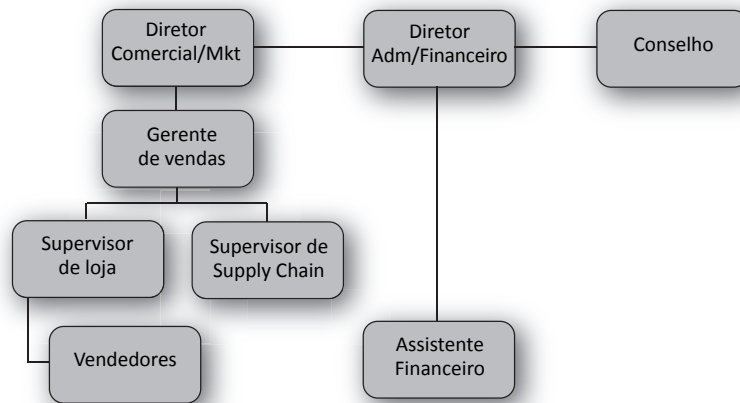 Diretor
Comercial/Mkt
Diretor
Adm/Financeiro
Conselho
Gerente
de vendas
Supervisor
de loja
Supervisor de
Supply Chain
Vendedores
Assistente
Financeiro